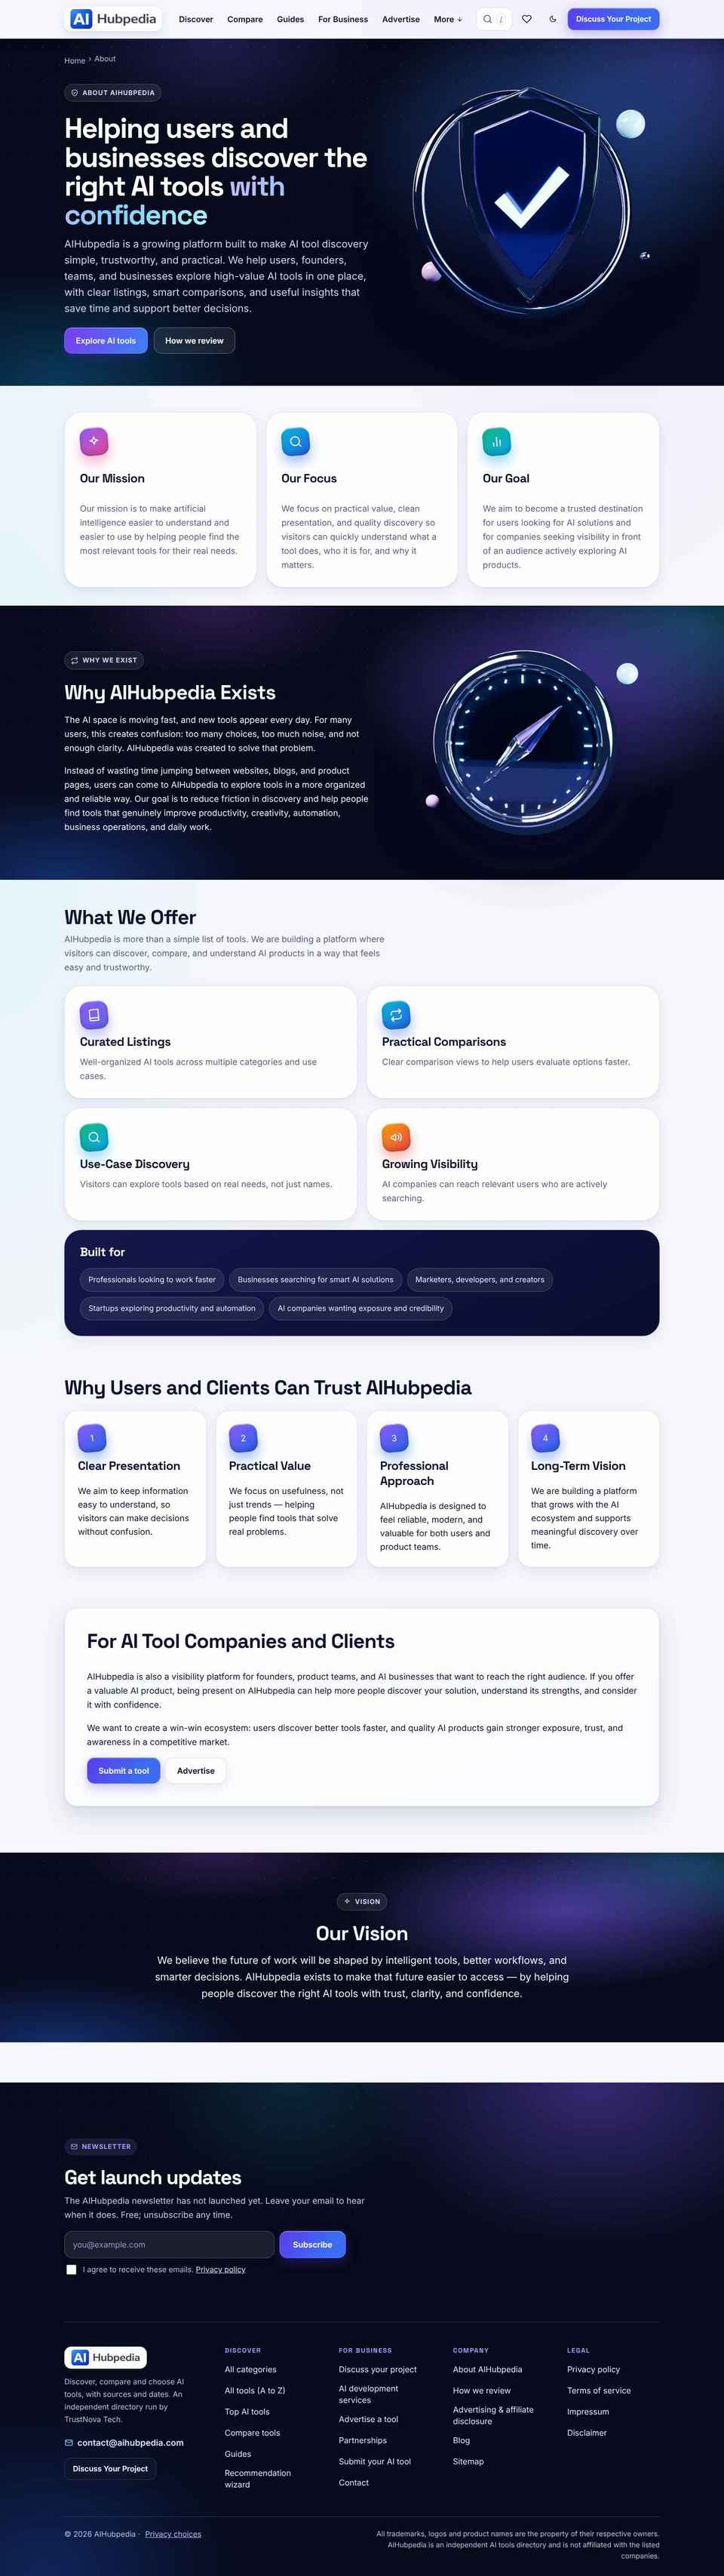 AI Hubpedia
Discover
Compare
Guides
For Business
Advertise
More ↓
/
Discuss Your Project
Home › About
ABOUT AIHUBPEDIA
Helping users and
businesses discover the
right AI tools with
confidence
AIHubpedia is a growing platform built to make AI tool discovery
simple, trustworthy, and practical. We help users, founders,
teams, and businesses explore high-value AI tools in one place,
with clear listings, smart comparisons, and useful insights that
save time and support better decisions.
Explore AI tools
How we review
Our Mission
Our mission is to make artificial
intelligence easier to understand and
easier to use by helping people find the
most relevant tools for their real needs.
Our Focus
We focus on practical value, clean
presentation, and quality discovery so
visitors can quickly understand what a
tool does, who it is for, and why it
matters.
Our Goal
We aim to become a trusted destination
for users looking for AI solutions and
for companies seeking visibility in front
of an audience actively exploring AI
products.
WHY WE EXIST
Why AIHubpedia Exists
The AI space is moving fast, and new tools appear every day. For many
users, this creates confusion: too many choices, too much noise, and not
enough clarity. AIHubpedia was created to solve that problem.
Instead of wasting time jumping between websites, blogs, and product
pages, users can come to AIHubpedia to explore tools in a more organized
and reliable way. Our goal is to reduce friction in discovery and help people
find tools that genuinely improve productivity, creativity, automation,
business operations, and daily work.
What We Offer
AIHubpedia is more than a simple list of tools. We are building a platform where
visitors can discover, compare, and understand AI products in a way that feels
easy and trustworthy.
Curated Listings
Well-organized AI tools across multiple categories and use
cases.
Practical Comparisons
Clear comparison views to help users evaluate options faster.
Use-Case Discovery
Visitors can explore tools based on real needs, not just names.
Growing Visibility
AI companies can reach relevant users who are actively
searching.
Built for
Professionals looking to work faster
Businesses searching for smart AI solutions
Marketers, developers, and creators
Startups exploring productivity and automation
AI companies wanting exposure and credibility
Why Users and Clients Can Trust AIHubpedia
1
Clear Presentation
We aim to keep information
easy to understand, so
visitors can make decisions
without confusion.
2
Practical Value
We focus on usefulness, not
just trends — helping
people find tools that solve
real problems.
3
Professional
Approach
AIHubpedia is designed to
feel reliable, modern, and
valuable for both users and
product teams.
4
Long-Term Vision
We are building a platform
that grows with the AI
ecosystem and supports
meaningful discovery over
time.
For AI Tool Companies and Clients
AIHubpedia is also a visibility platform for founders, product teams, and AI businesses that want to reach the right audience. If you offer
a valuable AI product, being present on AIHubpedia can help more people discover your solution, understand its strengths, and consider
it with confidence.
We want to create a win-win ecosystem: users discover better tools faster, and quality AI products gain stronger exposure, trust, and
awareness in a competitive market.
Submit a tool
Advertise
VISION
Our Vision
We believe the future of work will be shaped by intelligent tools, better workflows, and
smarter decisions. AIHubpedia exists to make that future easier to access — by helping
people discover the right AI tools with trust, clarity, and confidence.
NEWSLETTER
Get launch updates
The AIHubpedia newsletter has not launched yet. Leave your email to hear
when it does. Free; unsubscribe any time.
you@example.com
Subscribe
I agree to receive these emails. Privacy policy
AI Hubpedia
Discover, compare and choose AI
tools, with sources and dates. An
independent directory run by
TrustNova Tech.
contact@aihubpedia.com
Discuss Your Project
DISCOVER
All categories
All tools (A to Z)
Top AI tools
Compare tools
Guides
Recommendation
wizard
FOR BUSINESS
Discuss your project
AI development
services
Advertise a tool
Partnerships
Submit your AI tool
Contact
COMPANY
About AIHubpedia
How we review
Advertising & affiliate
disclosure
Blog
Sitemap
LEGAL
Privacy policy
Terms of service
Impressum
Disclaimer
© 2026 AIHubpedia · Privacy choices
All trademarks, logos and product names are the property of their respective owners.
AIHubpedia is an independent AI tools directory and is not affiliated with the listed
companies.